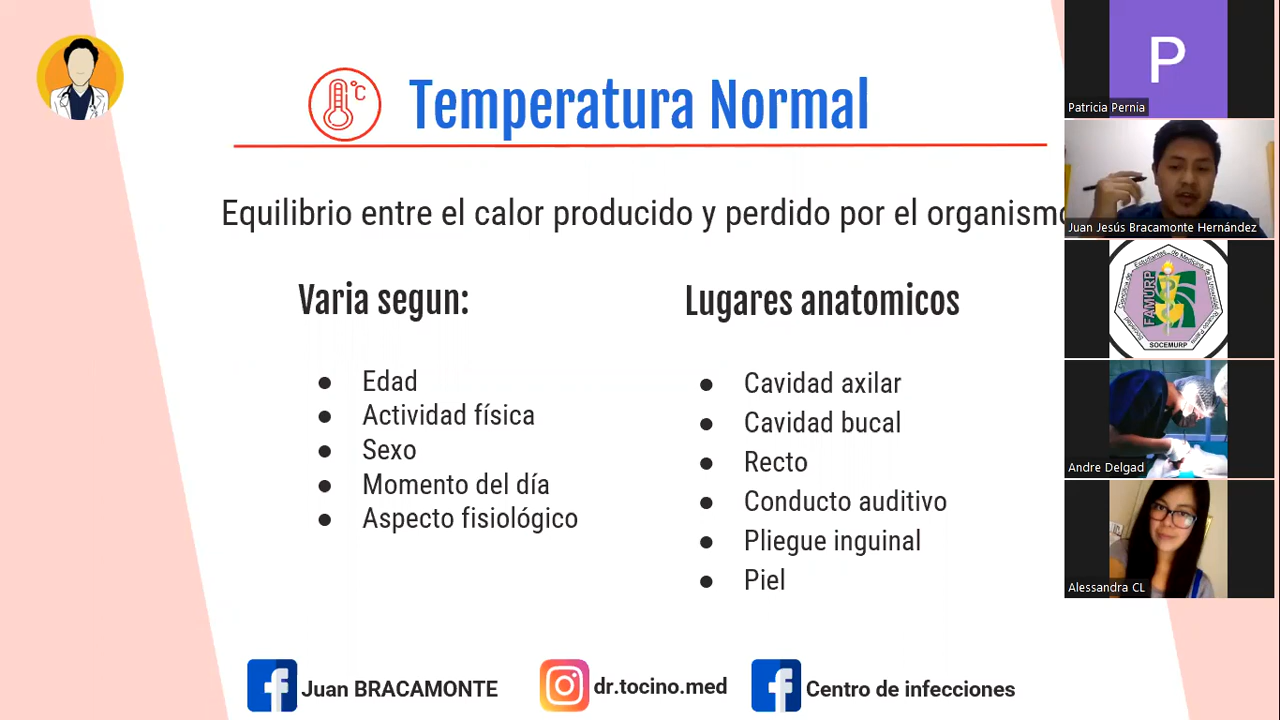 °C
Temperatura Normal
Equilibrio entre el calor producido y perdido por el organismo
Varia segun:
Edad
Actividad física
Sexo
Momento del día
Aspecto fisiológico
Lugares anatomicos
Cavidad axilar
Cavidad bucal
Recto
Conducto auditivo
Pliegue inguinal
Piel
Juan BRACAMONTE
dr.tocino.med
Centro de infecciones
P
Patricia Pernia
Juan Jesús Bracamonte Hernández
FAMURP
SOCEMURP
Andre Delgad
Alessandra CL